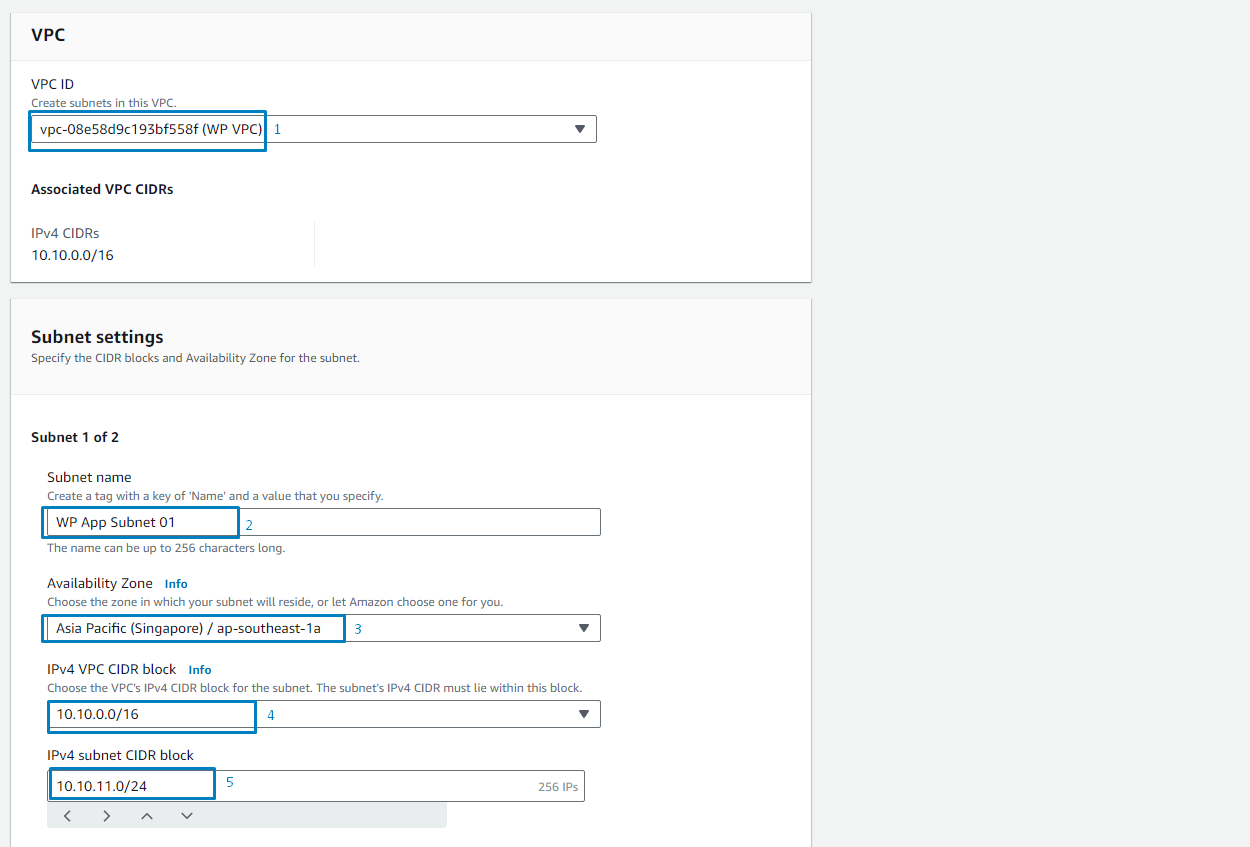 VPC
VPC ID
Create subnets in this VPC.
vpc-08e58d9c193bf558f (WP VPC) 1
Associated VPC CIDRs
IPv4 CIDRs
10.10.0.0/16
Subnet settings
Specify the CIDR blocks and Availability Zone for the subnet.
Subnet 1 of 2
Subnet name
Create a tag with a key of 'Name' and a value that you specify.
WP App Subnet 01 2
The name can be up to 256 characters long.
Availability Zone Info
Choose the zone in which your subnet will reside, or let Amazon choose one for you.
Asia Pacific (Singapore) / ap-southeast-1a 3
IPv4 VPC CIDR block Info
Choose the VPC's IPv4 CIDR block for the subnet. The subnet's IPv4 CIDR must lie within this block.
10.10.0.0/16 4
IPv4 subnet CIDR block
10.10.11.0/24 5 256 IPs